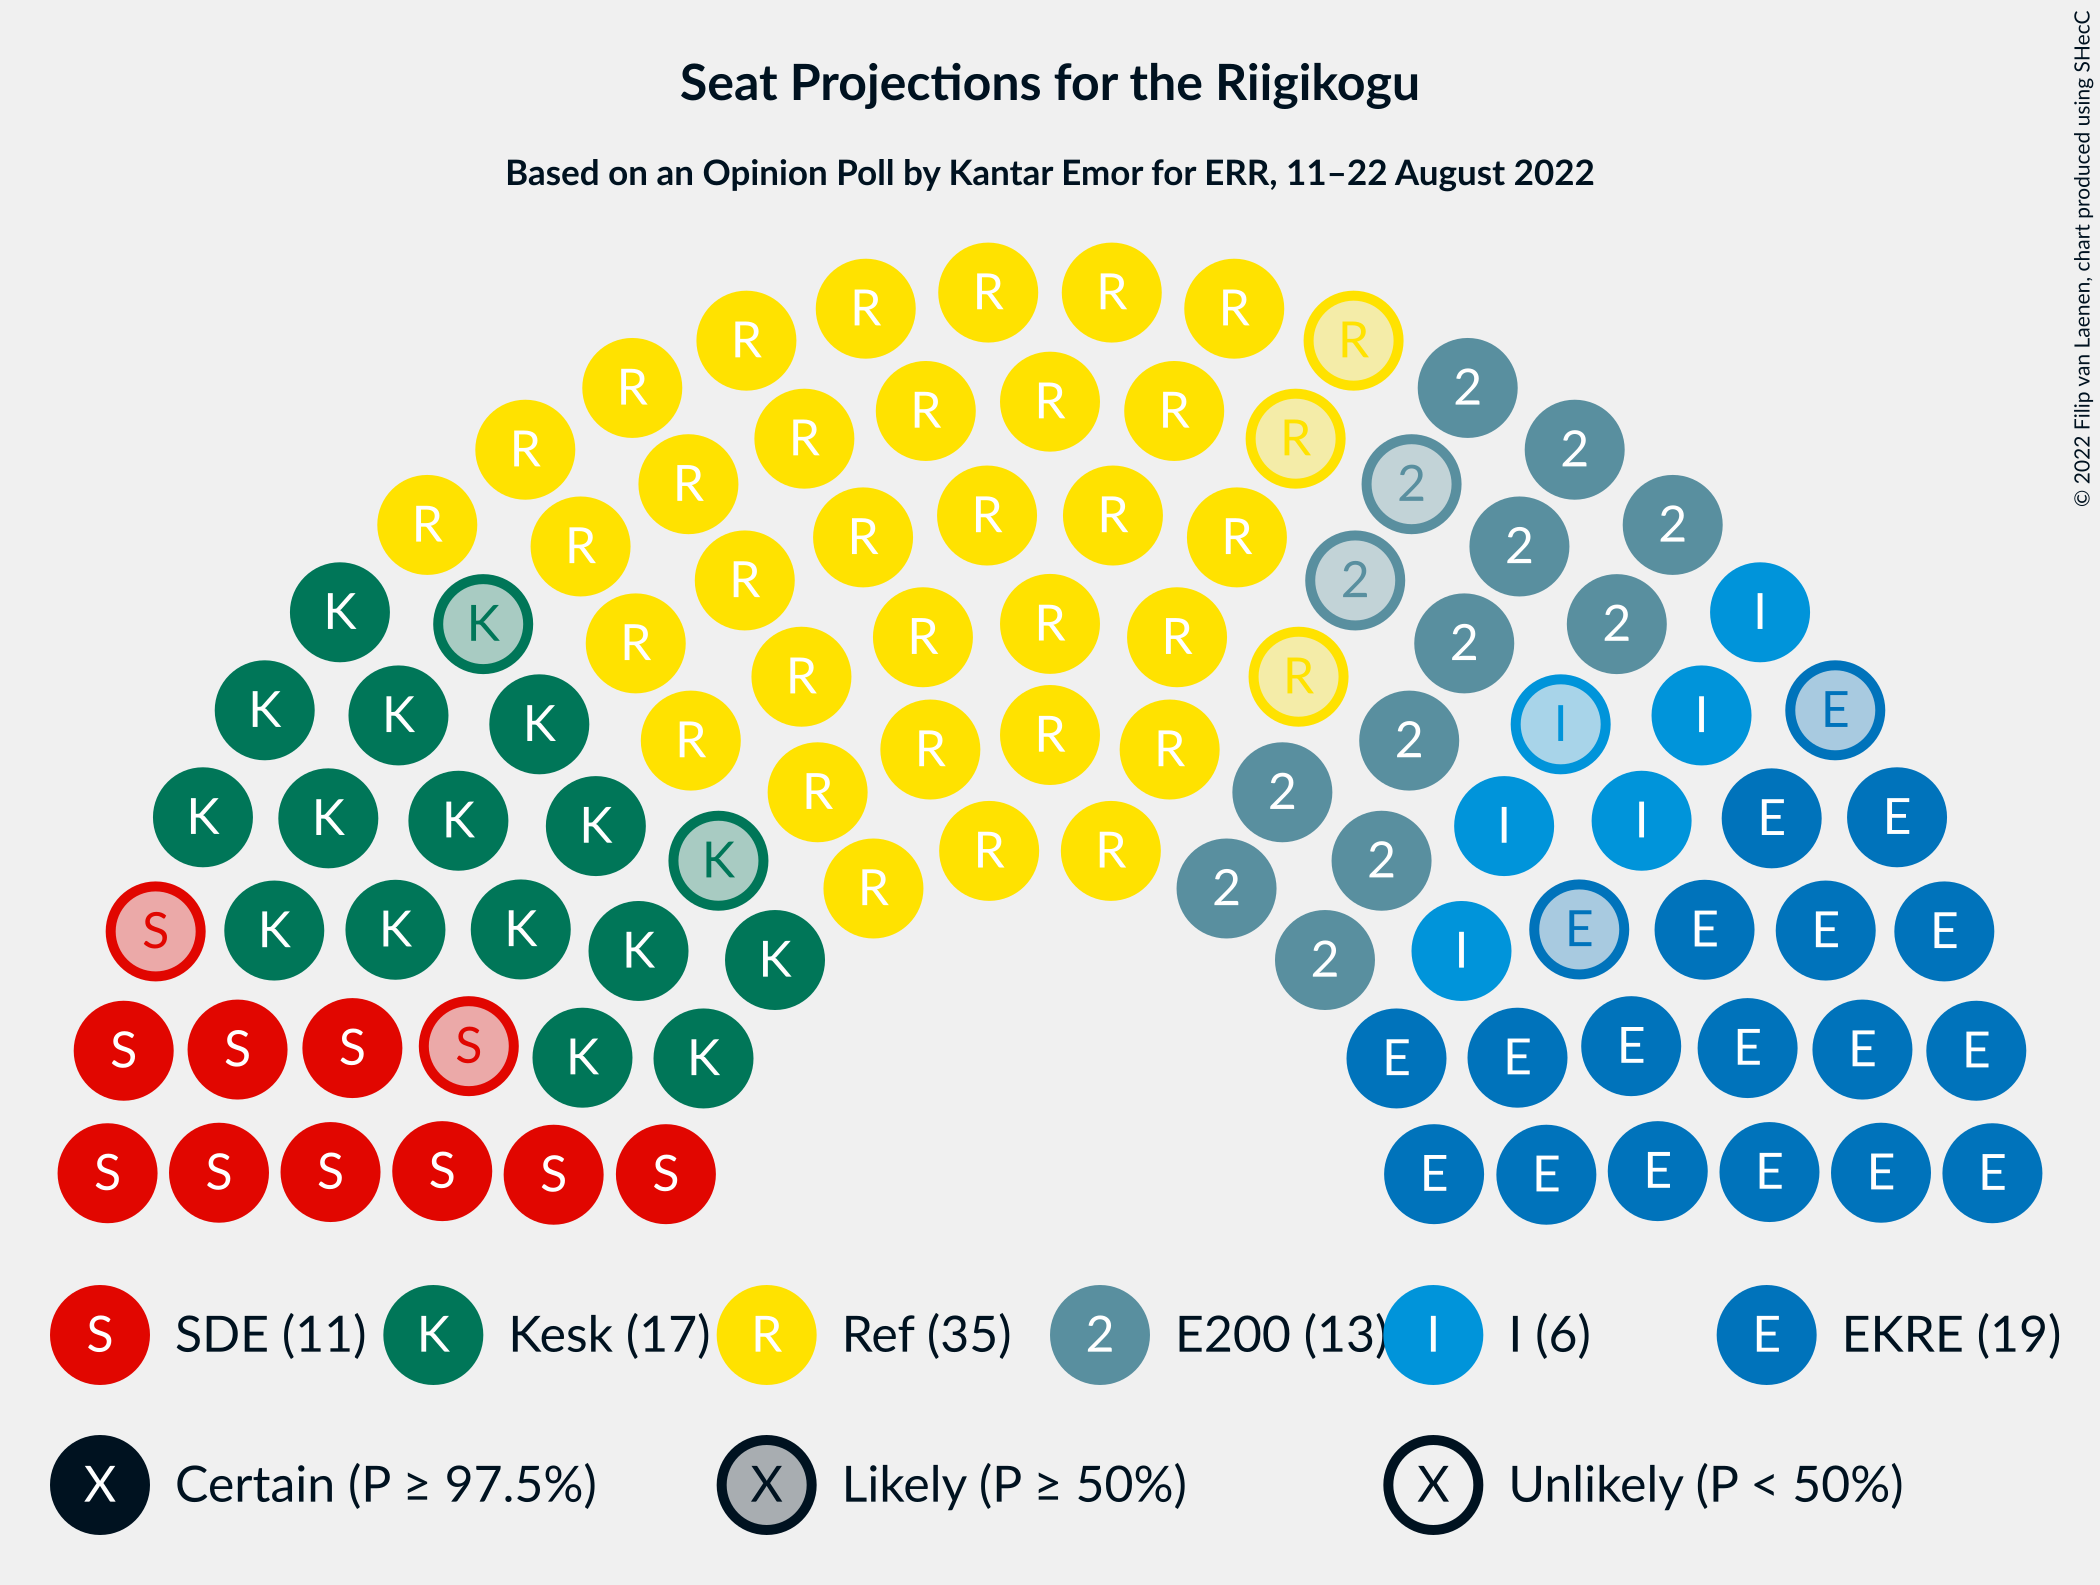 Seat Projections for the Riigikogu
Based on an Opinion Poll by Kantar Emor for ERR, 11–22 August 2022
© 2022 Filip van Laenen, chart produced using SHecC
R R R R
R R R
R R R R R
R R 2
R R 2 2
R R R R
R R 2
R R 2 2
R R 2
K K R R R R 2 2 I
R R
K K K R R 2 I I E
R R R
K K K K R R 2 I I E E
K R R 2
S K K K K K R 2 2 I E E E E
S S S S K K E E E E E E
S S S S S S E E E E E E
S SDE (11) K Kesk (17) R Ref (35) 2 E200 (13) I I (6) E EKRE (19)
X Certain (P ≥ 97.5%) X Likely (P ≥ 50%) X Unlikely (P < 50%)